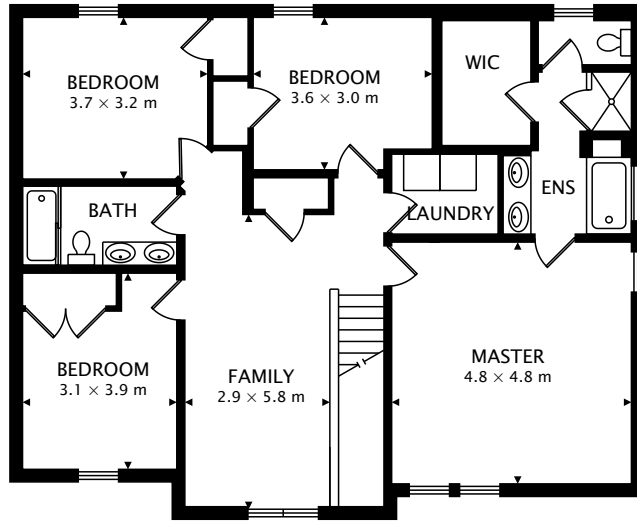 BEDROOM
3.7 × 3.2 m
BEDROOM
3.6 × 3.0 m
WIC
BATH
LAUNDRY
ENS
BEDROOM
3.1 × 3.9 m
FAMILY
2.9 × 5.8 m
MASTER
4.8 × 4.8 m